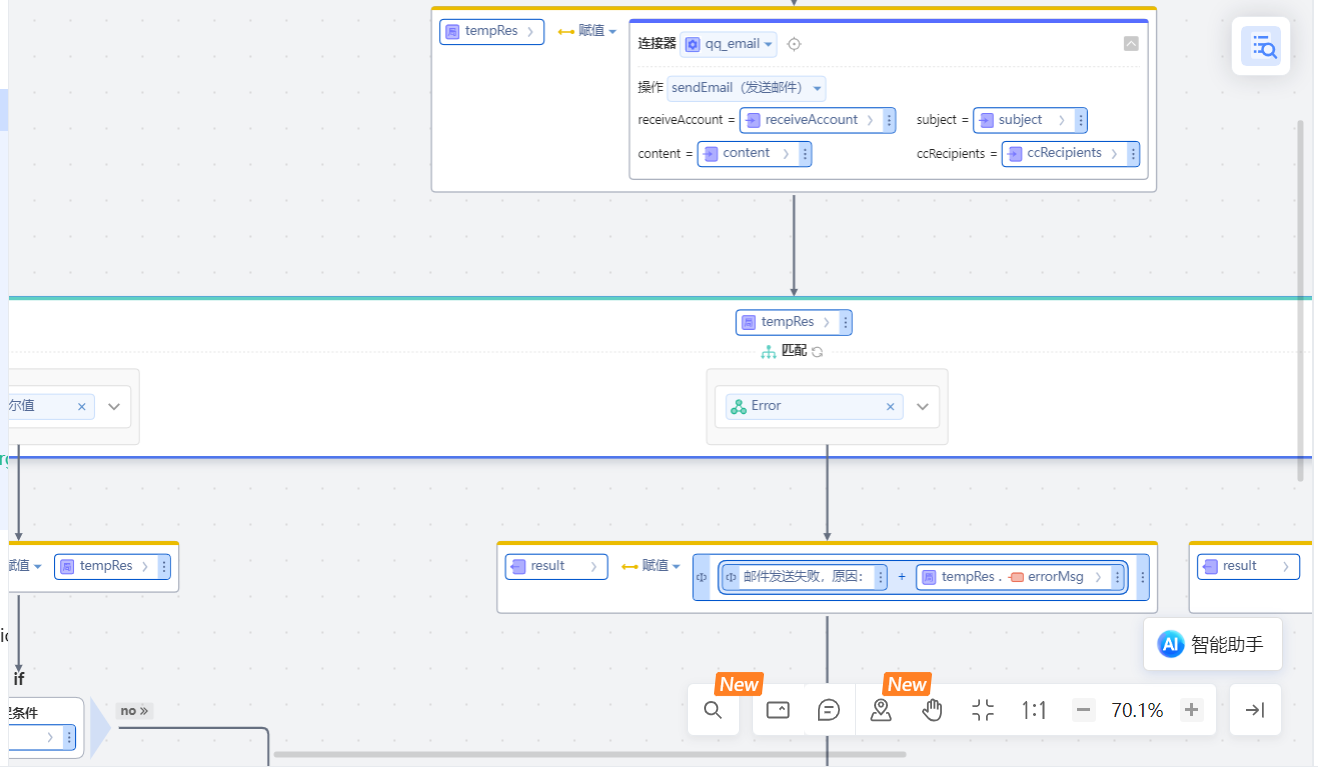 tempRes 赋值
连接器 qq_email
操作 sendEmail（发送邮件）
receiveAccount = receiveAccount subject = subject
content = content ccRecipients = ccRecipients
tempRes
匹配
尔值 × Error ×
赋值 tempRes
result 赋值 邮件发送失败，原因： + tempRes . errorMsg
result
AI 智能助手
if
条件
no »
New New
1:1 70.1%